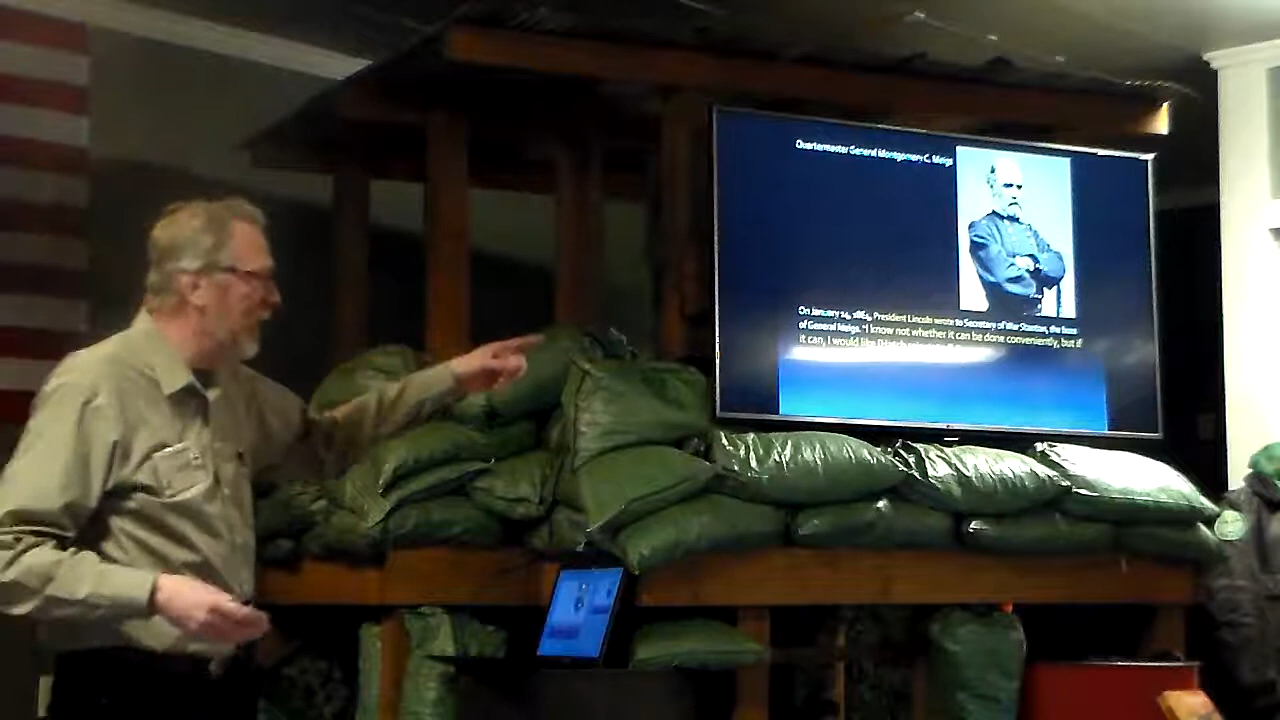 Quartermaster General Montgomery C. Meigs
On January 14, 1864, President Lincoln wrote to Secretary of War Stanton, the boss
of General Meigs. "I know not whether it can be done conveniently, but if
it can, I would like